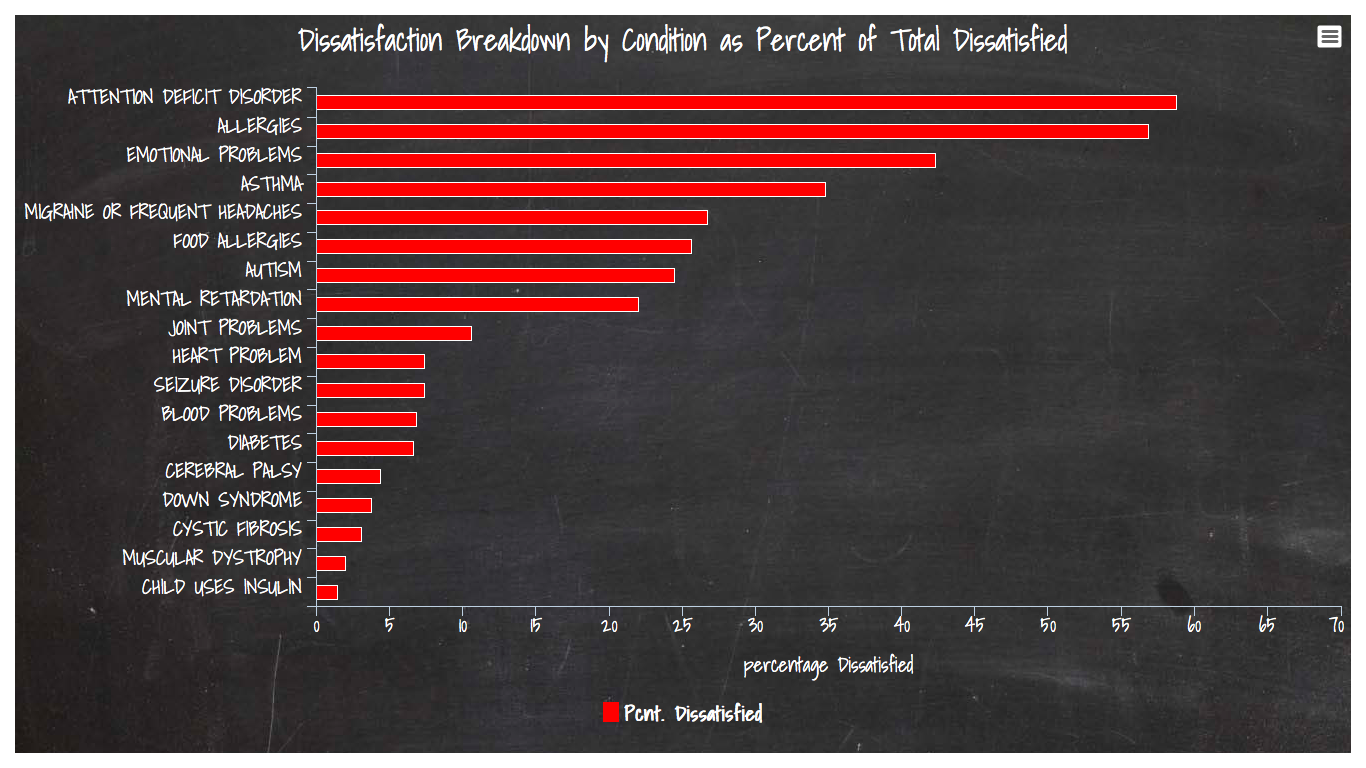 Dissatisfaction Breakdown by Condition as Percent of Total Dissatisfied
ATTENTION DEFICIT DISORDER
ALLERGIES
EMOTIONAL PROBLEMS
ASTHMA
MIGRAINE OR FREQUENT HEADACHES
FOOD ALLERGIES
AUTISM
MENTAL RETARDATION
JOINT PROBLEMS
HEART PROBLEM
SEIZURE DISORDER
BLOOD PROBLEMS
DIABETES
CEREBRAL PALSY
DOWN SYNDROME
CYSTIC FIBROSIS
MUSCULAR DYSTROPHY
CHILD USES INSULIN
0 5 10 15 20 25 30 35 40 45 50 55 60 65 70
percentage Dissatisfied
Pcnt. Dissatisfied